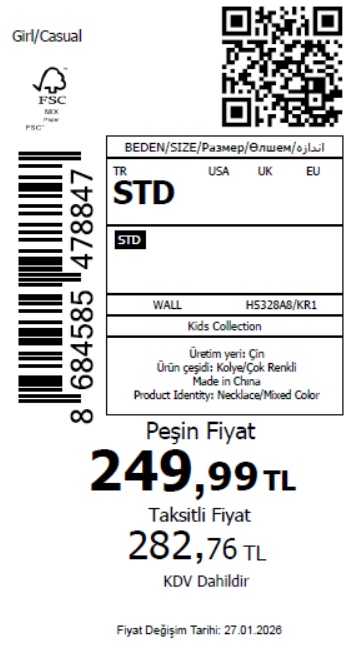 Girl/Casual
FSC
MIX
Paper
FSC™
8 684585 478847
BEDEN/SIZE/Размер/Өлшем/اندازه
TR USA UK EU
STD
STD
WALL H5328A8/KR1
Kids Collection
Üretim yeri: Çin
Ürün çeşidi: Kolye/Çok Renkli
Made in China
Product Identity: Necklace/Mixed Color
Peşin Fiyat
249,99 TL
Taksitli Fiyat
282,76 TL
KDV Dahildir
Fiyat Değişim Tarihi: 27.01.2026